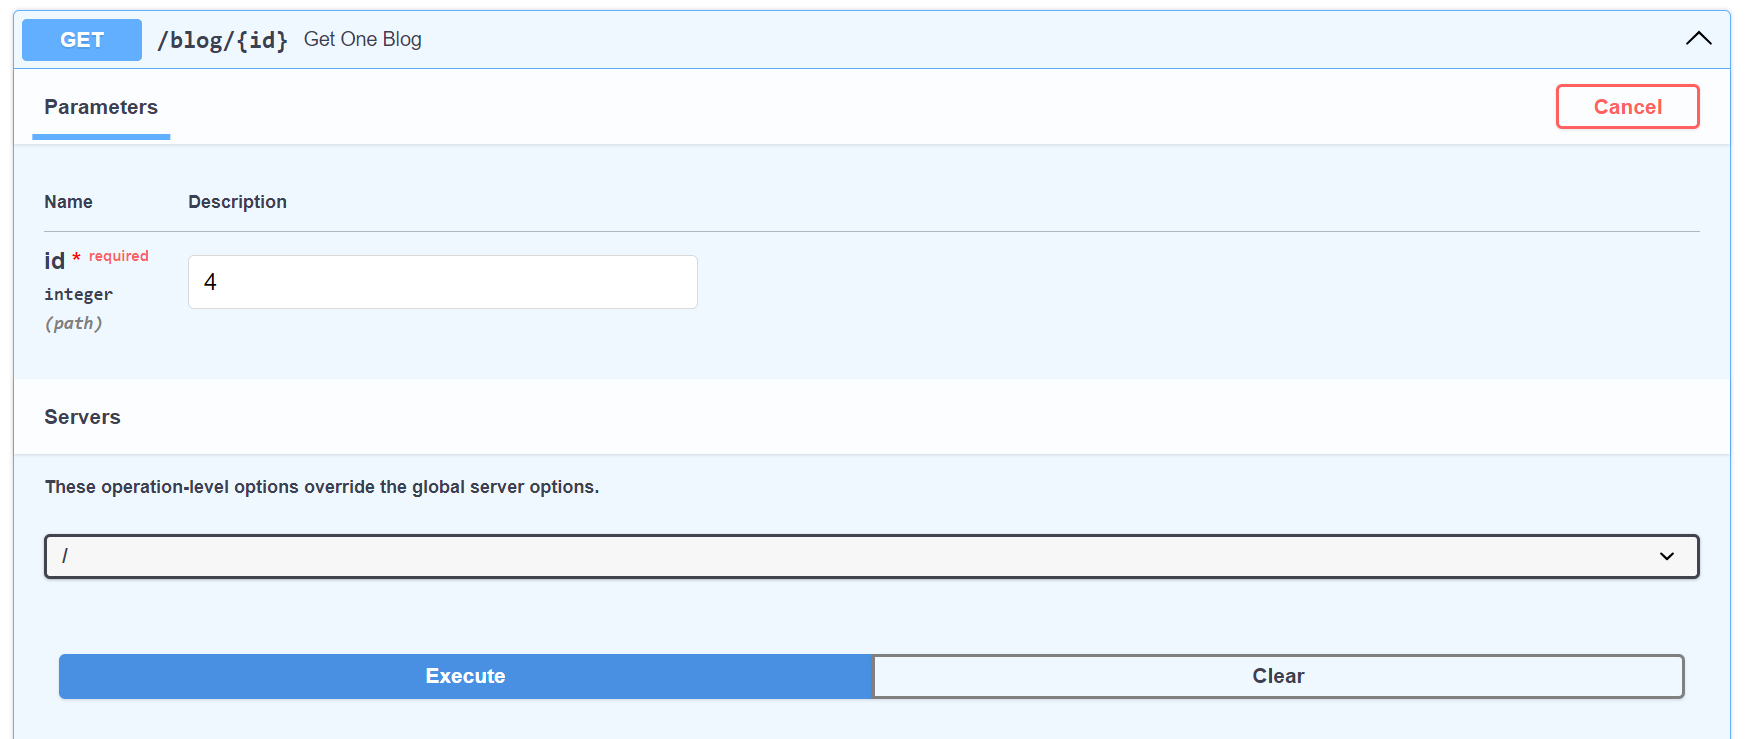 GET /blog/{id} Get One Blog
Parameters
Cancel
Name Description
id * required
integer
(path)
4
Servers
These operation-level options override the global server options.
/
Execute Clear